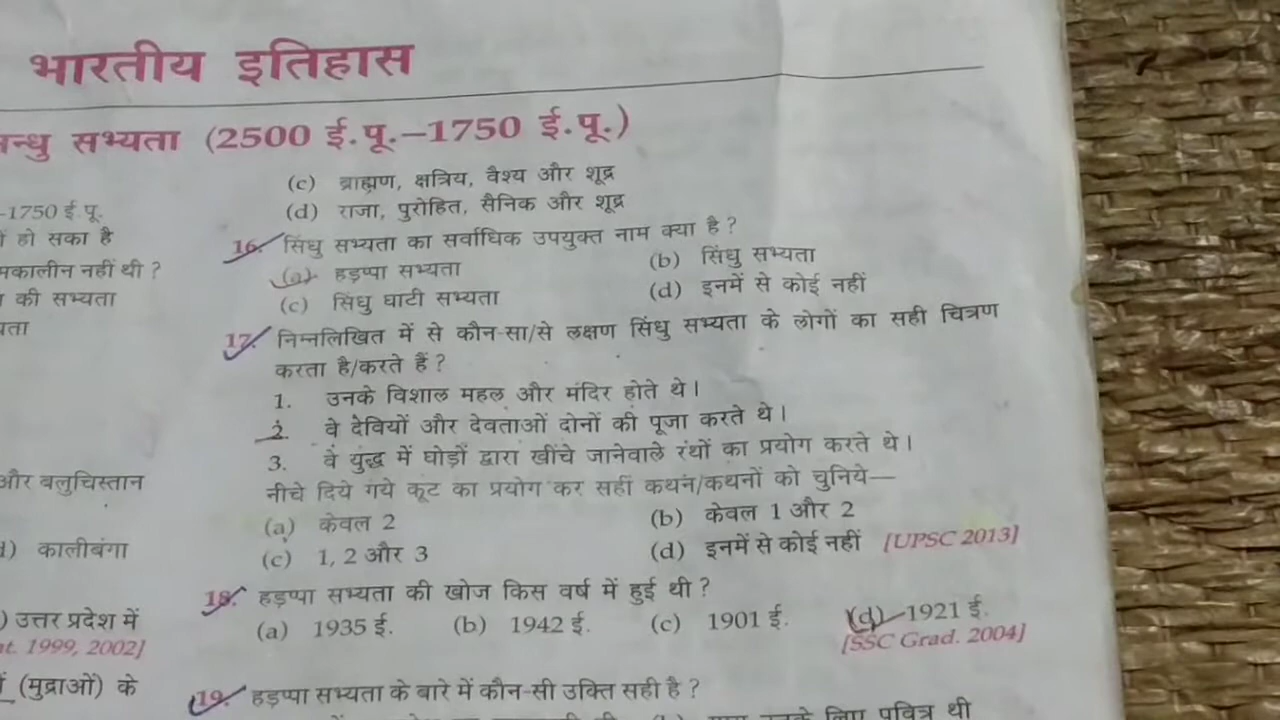 भारतीय इतिहास
सभ्यता (2500 ई.पू.–1750 ई.पू.)
-1750 ई.पू.
हो सका है
नहीं थी ?
की सभ्यता
और बलुचिस्तान
कालीबंगा
उत्तर प्रदेश में
1999, 2002]
(मुद्राओं) के
(c) ब्राह्मण, क्षत्रिय, वैश्य और शूद्र
(d) राजा, पुरोहित, सैनिक और शूद्र
16. सिंधु सभ्यता का सर्वाधिक उपयुक्त नाम क्या है ?
(a) हड़प्पा सभ्यता (b) सिंधु सभ्यता
(c) सिंधु घाटी सभ्यता (d) इनमें से कोई नहीं
17. निम्नलिखित में से कौन-सा/से लक्षण सिंधु सभ्यता के लोगों का सही चित्रण
करता है/करते हैं ?
1. उनके विशाल महल और मंदिर होते थे।
2. वे देवियों और देवताओं दोनों की पूजा करते थे।
3. वे युद्ध में घोड़ों द्वारा खींचे जानेवाले रथों का प्रयोग करते थे।
नीचे दिये गये कूट का प्रयोग कर सही कथन/कथनों को चुनिये—
(a) केवल 2 (b) केवल 1 और 2
(c) 1, 2 और 3 (d) इनमें से कोई नहीं [UPSC 2013]
18. हड़प्पा सभ्यता की खोज किस वर्ष में हुई थी ?
(a) 1935 ई. (b) 1942 ई. (c) 1901 ई. (d) 1921 ई.
[SSC Grad. 2004]
19. हड़प्पा सभ्यता के बारे में कौन-सी उक्ति सही है ?
उनके लिए पवित्र थी